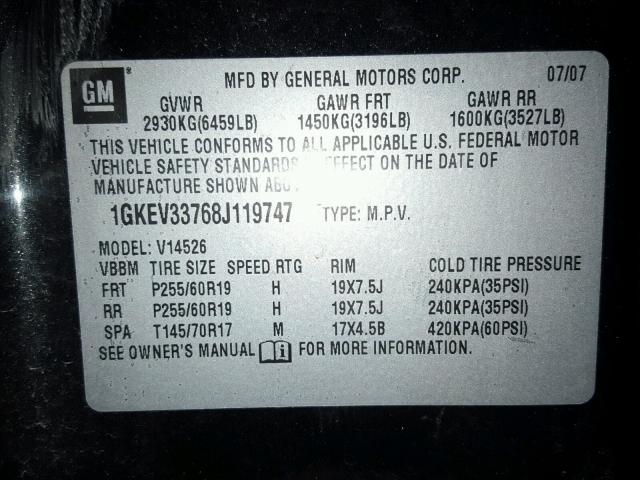 GM ®
MFD BY GENERAL MOTORS CORP. 07/07
GVWR GAWR FRT GAWR RR
2930KG(6459LB) 1450KG(3196LB) 1600KG(3527LB)
THIS VEHICLE CONFORMS TO ALL APPLICABLE U.S. FEDERAL MOTOR
VEHICLE SAFETY STANDARDS EFFECT ON THE DATE OF
MANUFACTURE SHOWN
1GKEV33768J119747 TYPE: M.P.V.
MODEL: V14526
VBBM TIRE SIZE SPEED RTG RIM COLD TIRE PRESSURE
FRT P255/60R19 H 19X7.5J 240KPA(35PSI)
RR P255/60R19 H 19X7.5J 240KPA(35PSI)
SPA T145/70R17 M 17X4.5B 420KPA(60PSI)
SEE OWNER'S MANUAL i FOR MORE INFORMATION.